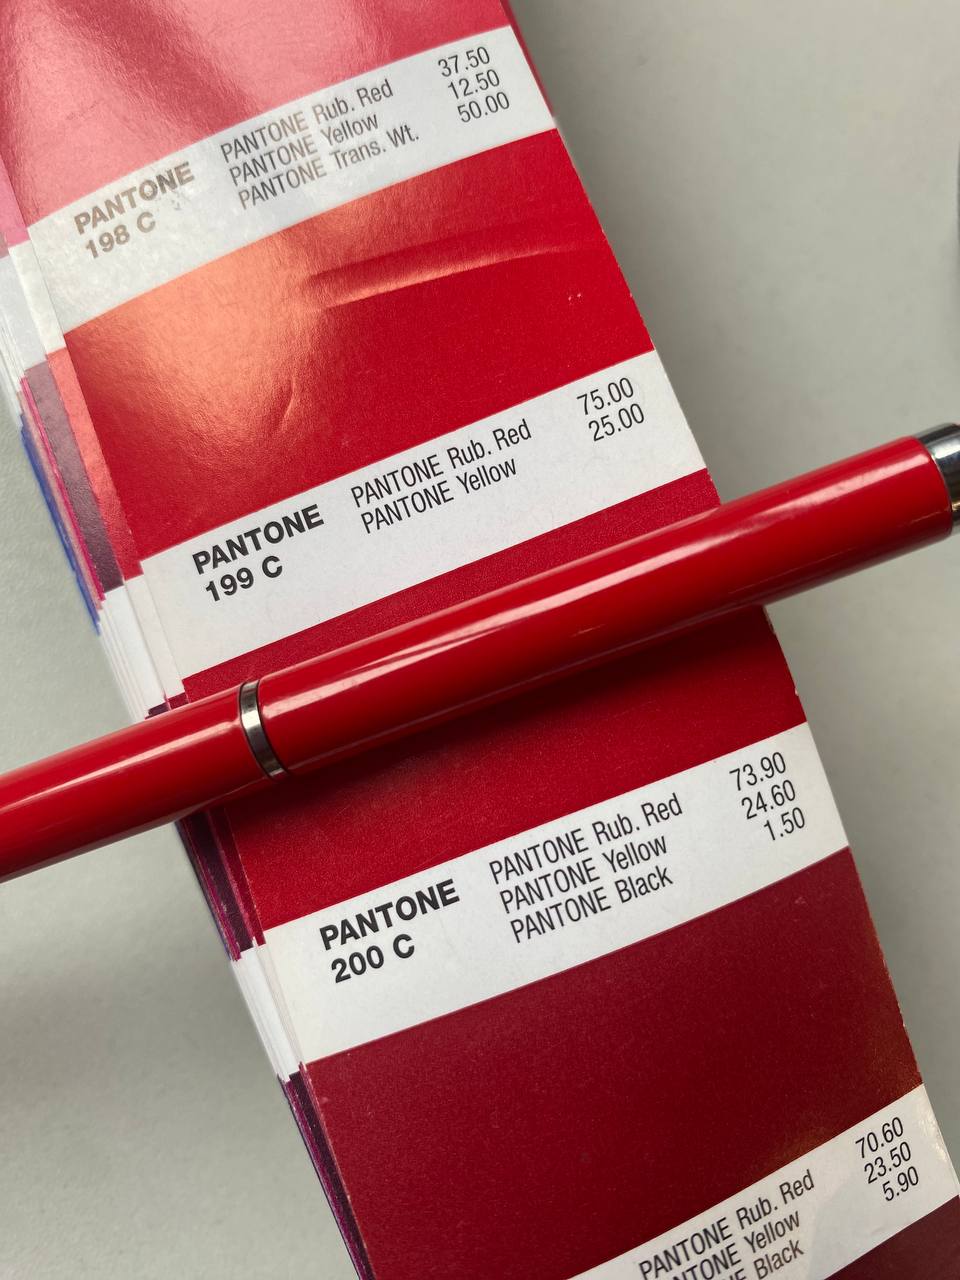 PANTONE
198 C
PANTONE Rub. Red 37.50
PANTONE Yellow 12.50
PANTONE Trans. Wt. 50.00
PANTONE
199 C
PANTONE Rub. Red 75.00
PANTONE Yellow 25.00
PANTONE
200 C
PANTONE Rub. Red 73.90
PANTONE Yellow 24.60
PANTONE Black 1.50
PANTONE Rub. Red 70.60
PANTONE Yellow 23.50
PANTONE Black 5.90